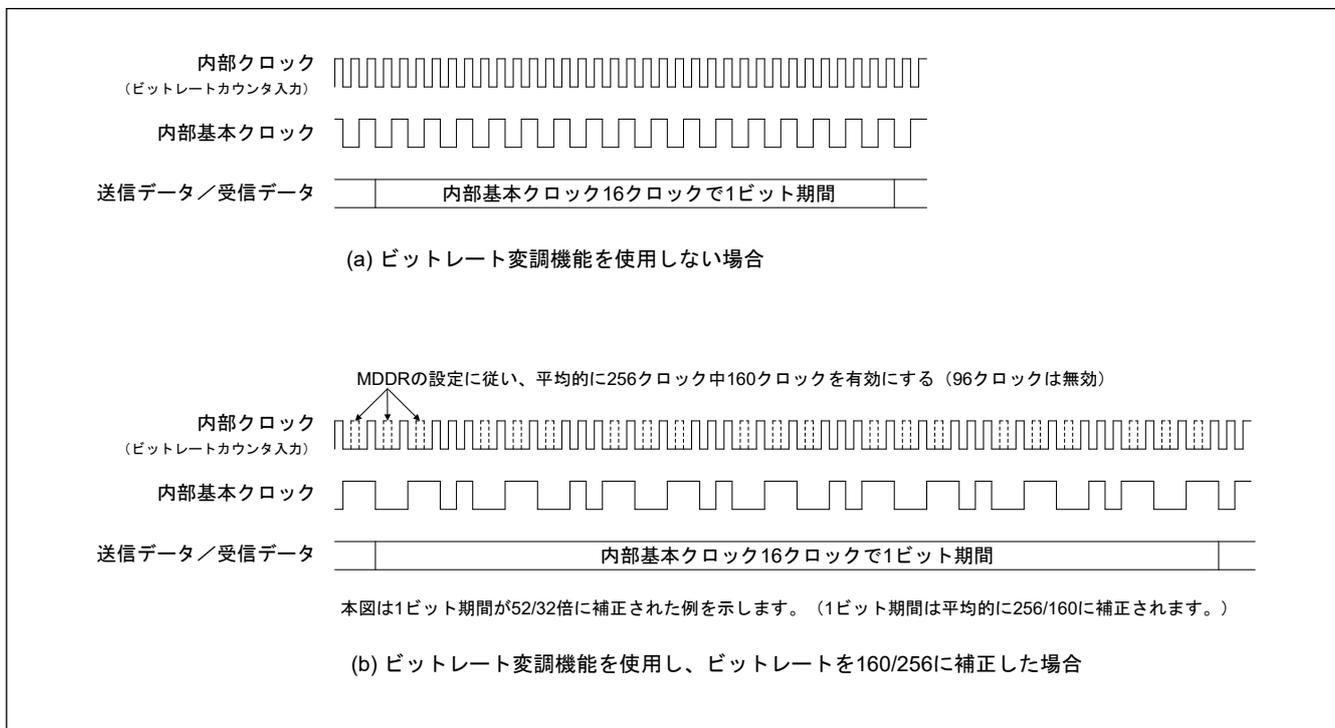 内部クロック
（ビットレートカウンタ入力）
内部基本クロック
送信データ／受信データ
内部基本クロック16クロックで1ビット期間
(a) ビットレート変調機能を使用しない場合
MDDRの設定に従い、平均的に256クロック中160クロックを有効にする（96クロックは無効）
内部クロック
（ビットレートカウンタ入力）
内部基本クロック
送信データ／受信データ
内部基本クロック16クロックで1ビット期間
本図は1ビット期間が52/32倍に補正された例を示します。（1ビット期間は平均的に256/160に補正されます。）
(b) ビットレート変調機能を使用し、ビットレートを160/256に補正した場合